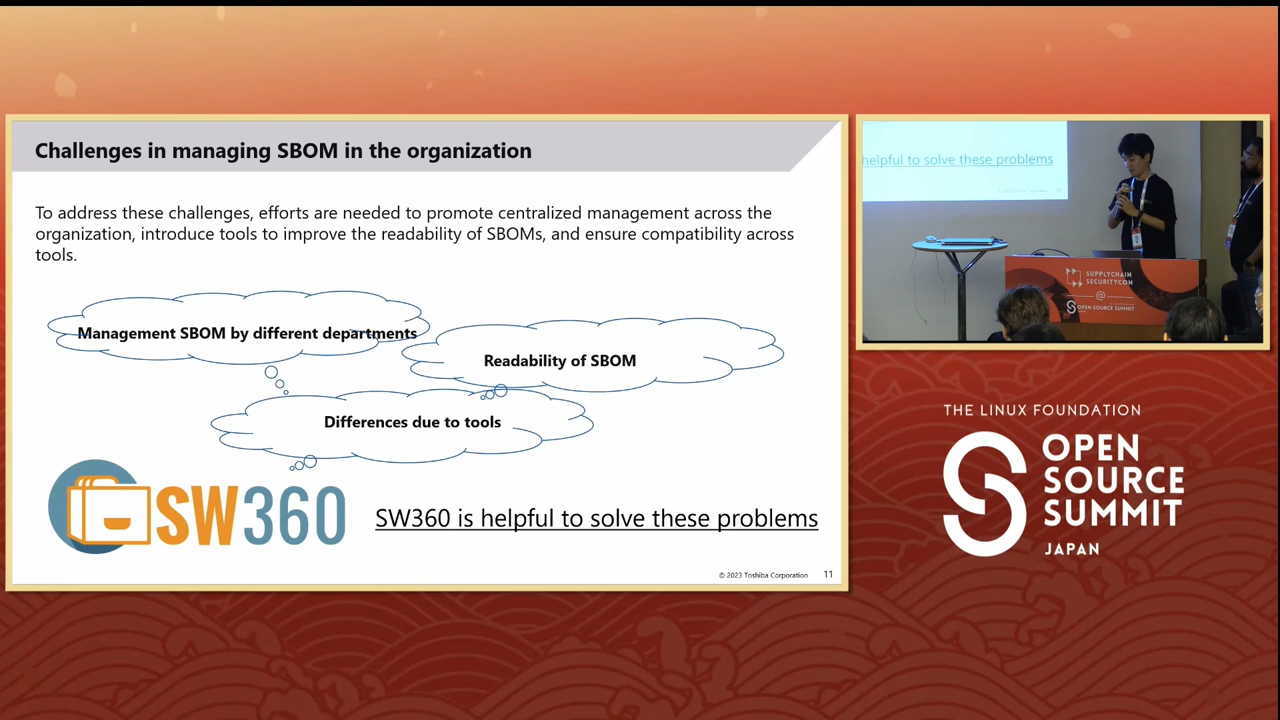 Challenges in managing SBOM in the organization
To address these challenges, efforts are needed to promote centralized management across the
organization, introduce tools to improve the readability of SBOMs, and ensure compatibility across
tools.
Management SBOM by different departments
Readability of SBOM
Differences due to tools
SW360
SW360 is helpful to solve these problems
© 2023 Toshiba Corporation 11
helpful to solve these problems
SUPPLYCHAIN
SECURITYCON
@
OPEN SOURCE SUMMIT
THE LINUX FOUNDATION
OPEN
SOURCE
SUMMIT
JAPAN